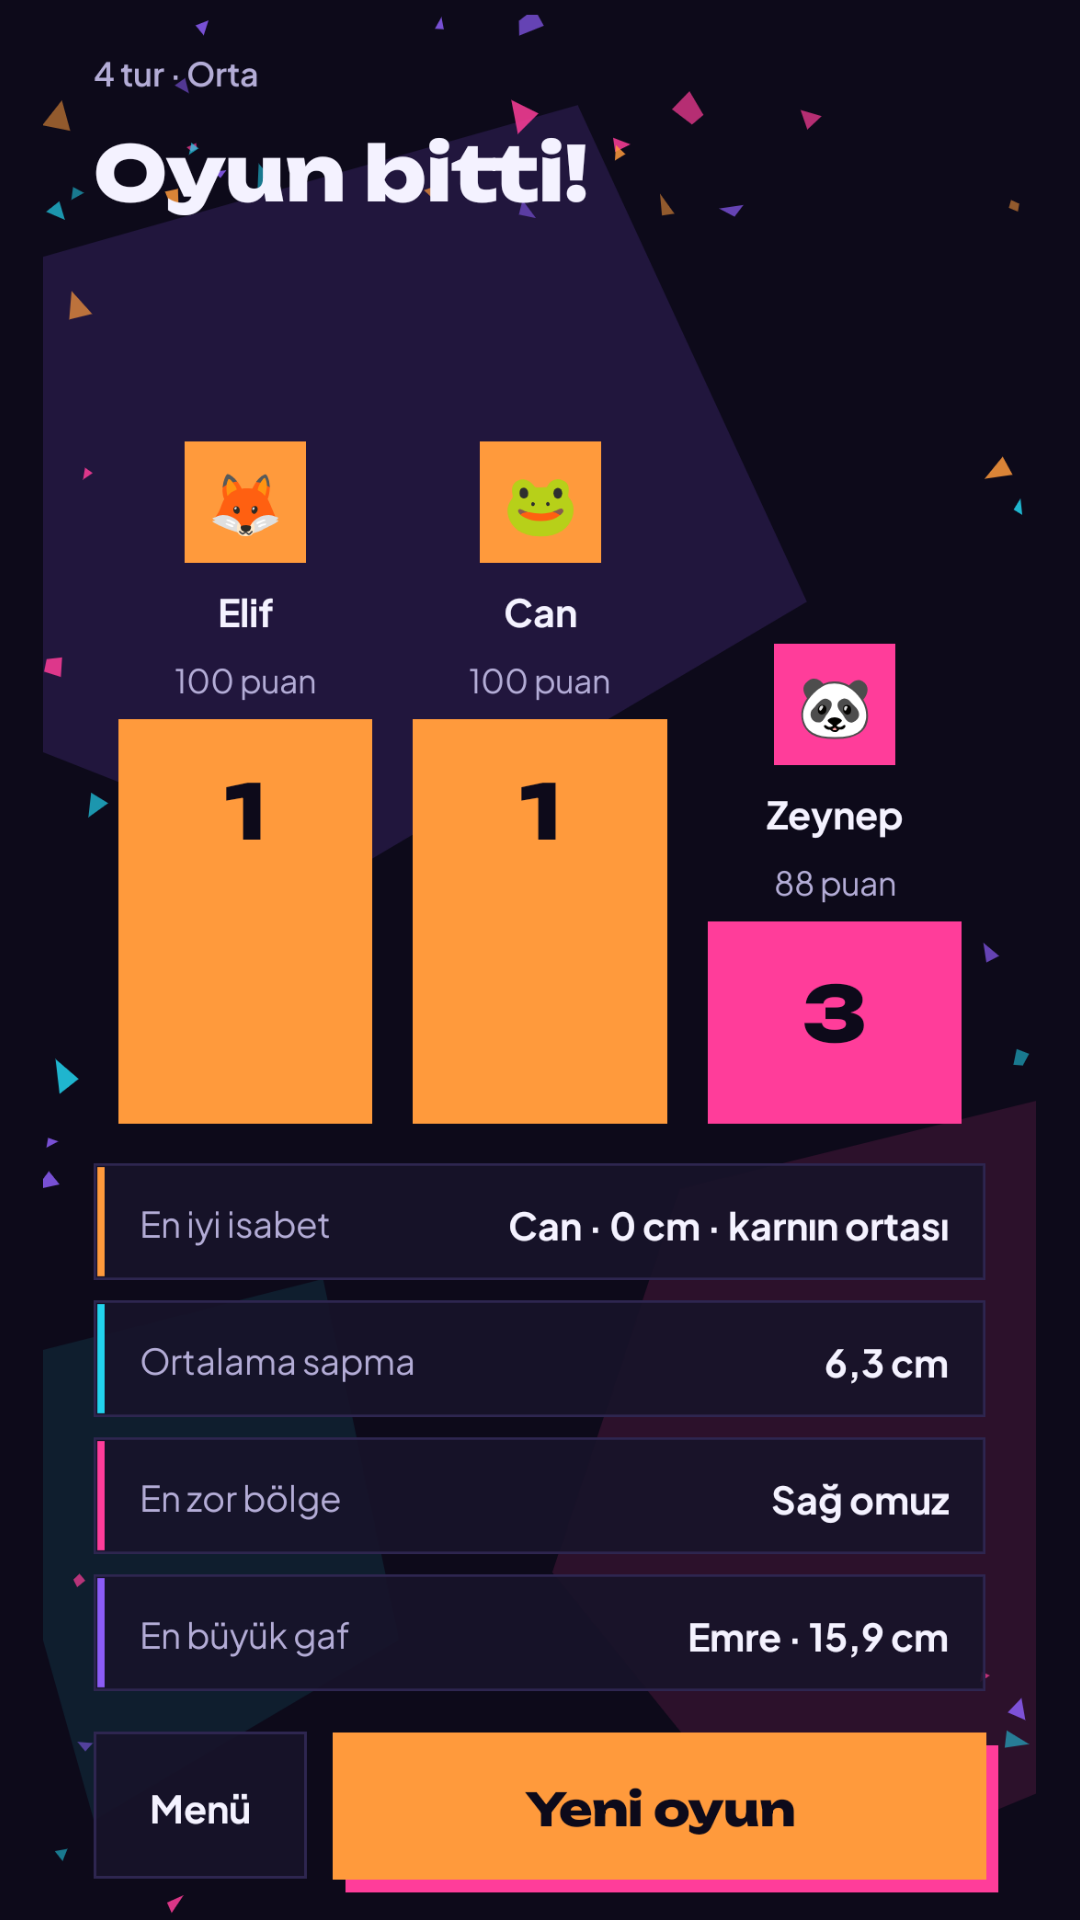 4 tur · Orta
Oyun bitti!
Elif
100 puan
1
Can
100 puan
1
Zeynep
88 puan
3
En iyi isabet
Can · 0 cm · karnın ortası
Ortalama sapma
6,3 cm
En zor bölge
Sağ omuz
En büyük gaf
Emre · 15,9 cm
Menü
Yeni oyun